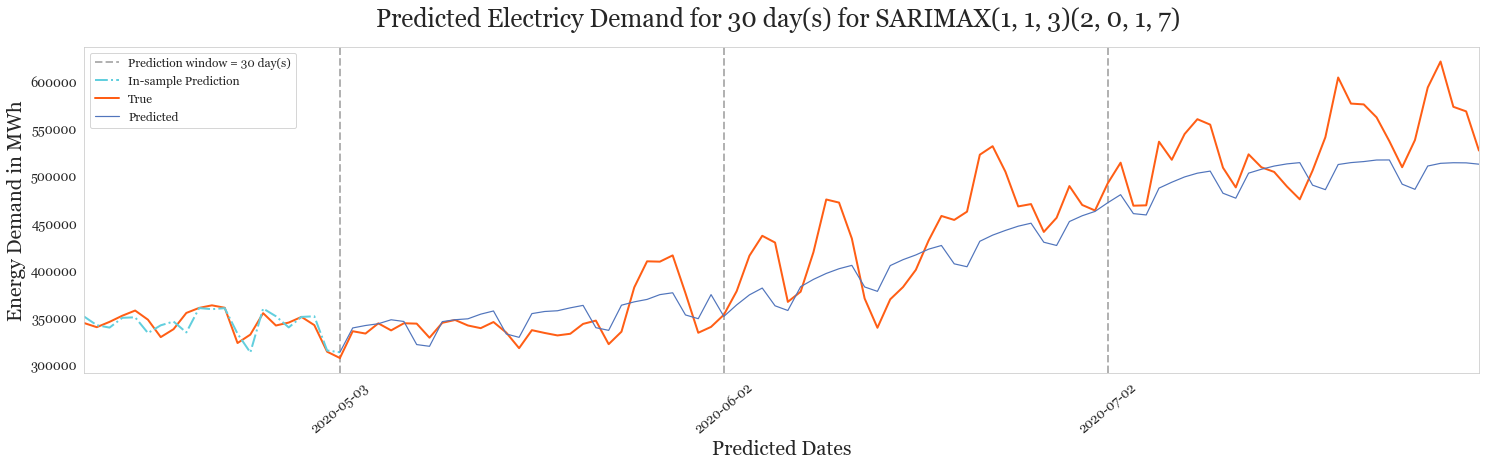 Predicted Electricy Demand for 30 day(s) for SARIMAX(1, 1, 3)(2, 0, 1, 7)
Prediction window = 30 day(s)
In-sample Prediction
True
Predicted
Energy Demand in MWh
600000
550000
500000
450000
400000
350000
300000
2020-05-03
2020-06-02
2020-07-02
Predicted Dates